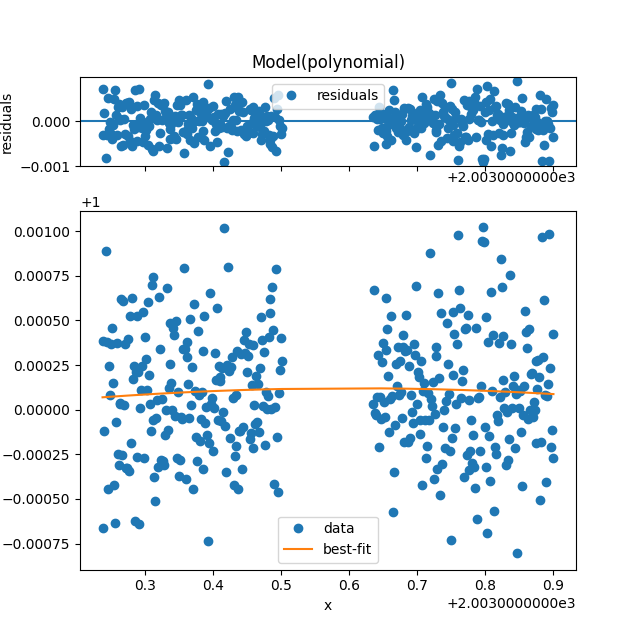 Model(polynomial)
residuals
0.000
−0.001
residuals
+2.0030000000e3
+1
0.00100
0.00075
0.00050
0.00025
0.00000
−0.00025
−0.00050
−0.00075
data
best-fit
0.3 0.4 0.5 0.6 0.7 0.8 0.9
x
+2.0030000000e3